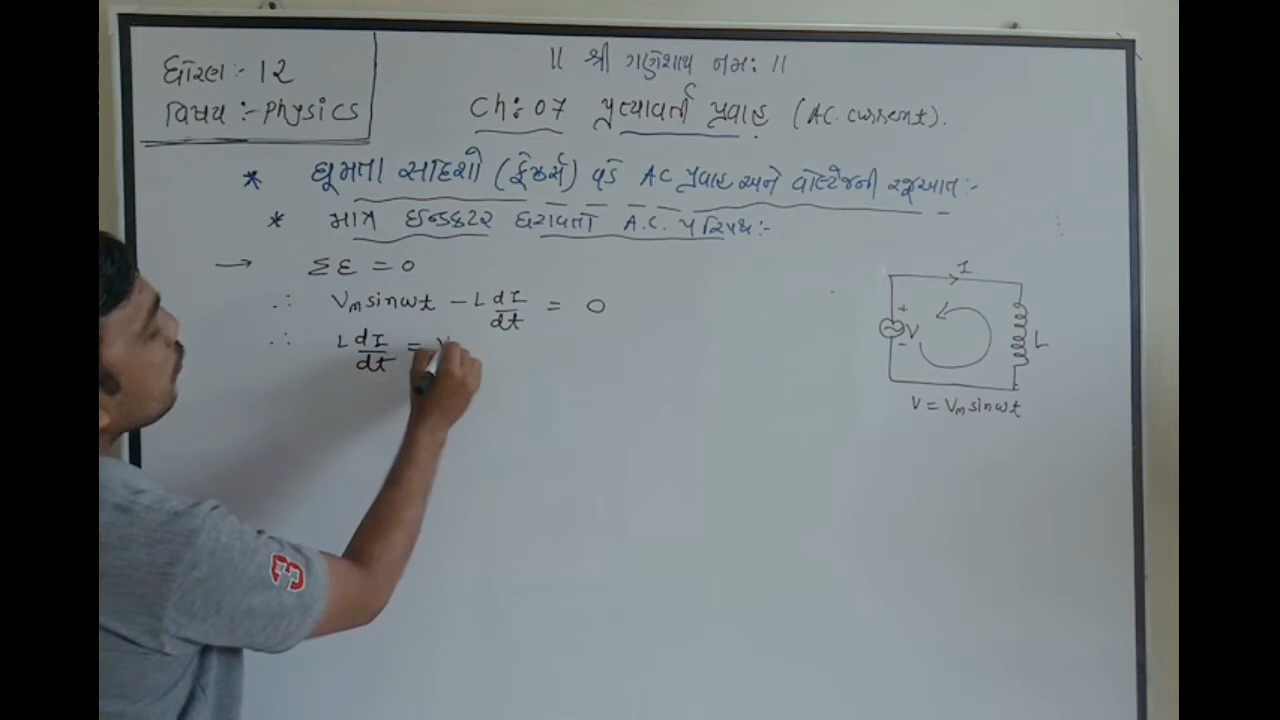 ધોરણ:- 12
વિષય:- Physics
|| શ્રી ગણેશાય નમ: ||
Ch: 07 પ્રત્યાવર્તી પ્રવાહ (A.C. current).
* ઘૂમતા સદિશો (ફેઝર્સ) વડે AC પ્રવાહ અને વોલ્ટેજની રજૂઆત:-
* માત્ર ઇન્ડક્ટર ધરાવતો A.C. પરિપથ:-
→ Σε = 0
∴ Vm sinωt - L dI/dt = 0
∴ L dI/dt = V
I
+
V
-
L
V = Vm sinωt
3